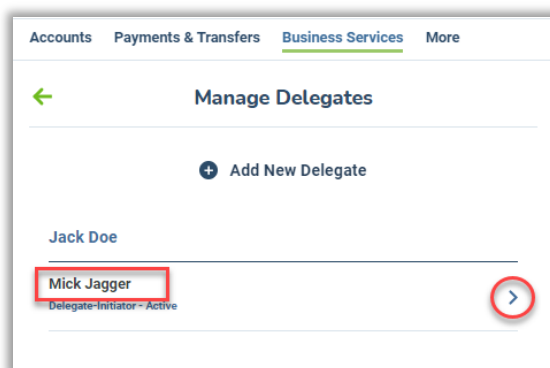 Accounts Payments & Transfers Business Services More
Manage Delegates
Add New Delegate
Jack Doe
Mick Jagger
Delegate-Initiator - Active